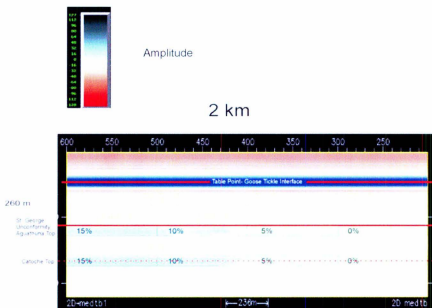 Amplitude
2 km
600 550 500 450 400 350 300 250
Table Point- Goose Tickle Interface
260 m
St. George
Unconformity
Aguathuna Top
15% 10% 5% 0%
Catoche Top
15% 10% 5% 0%
2D-medtb1
236m
2D medtb